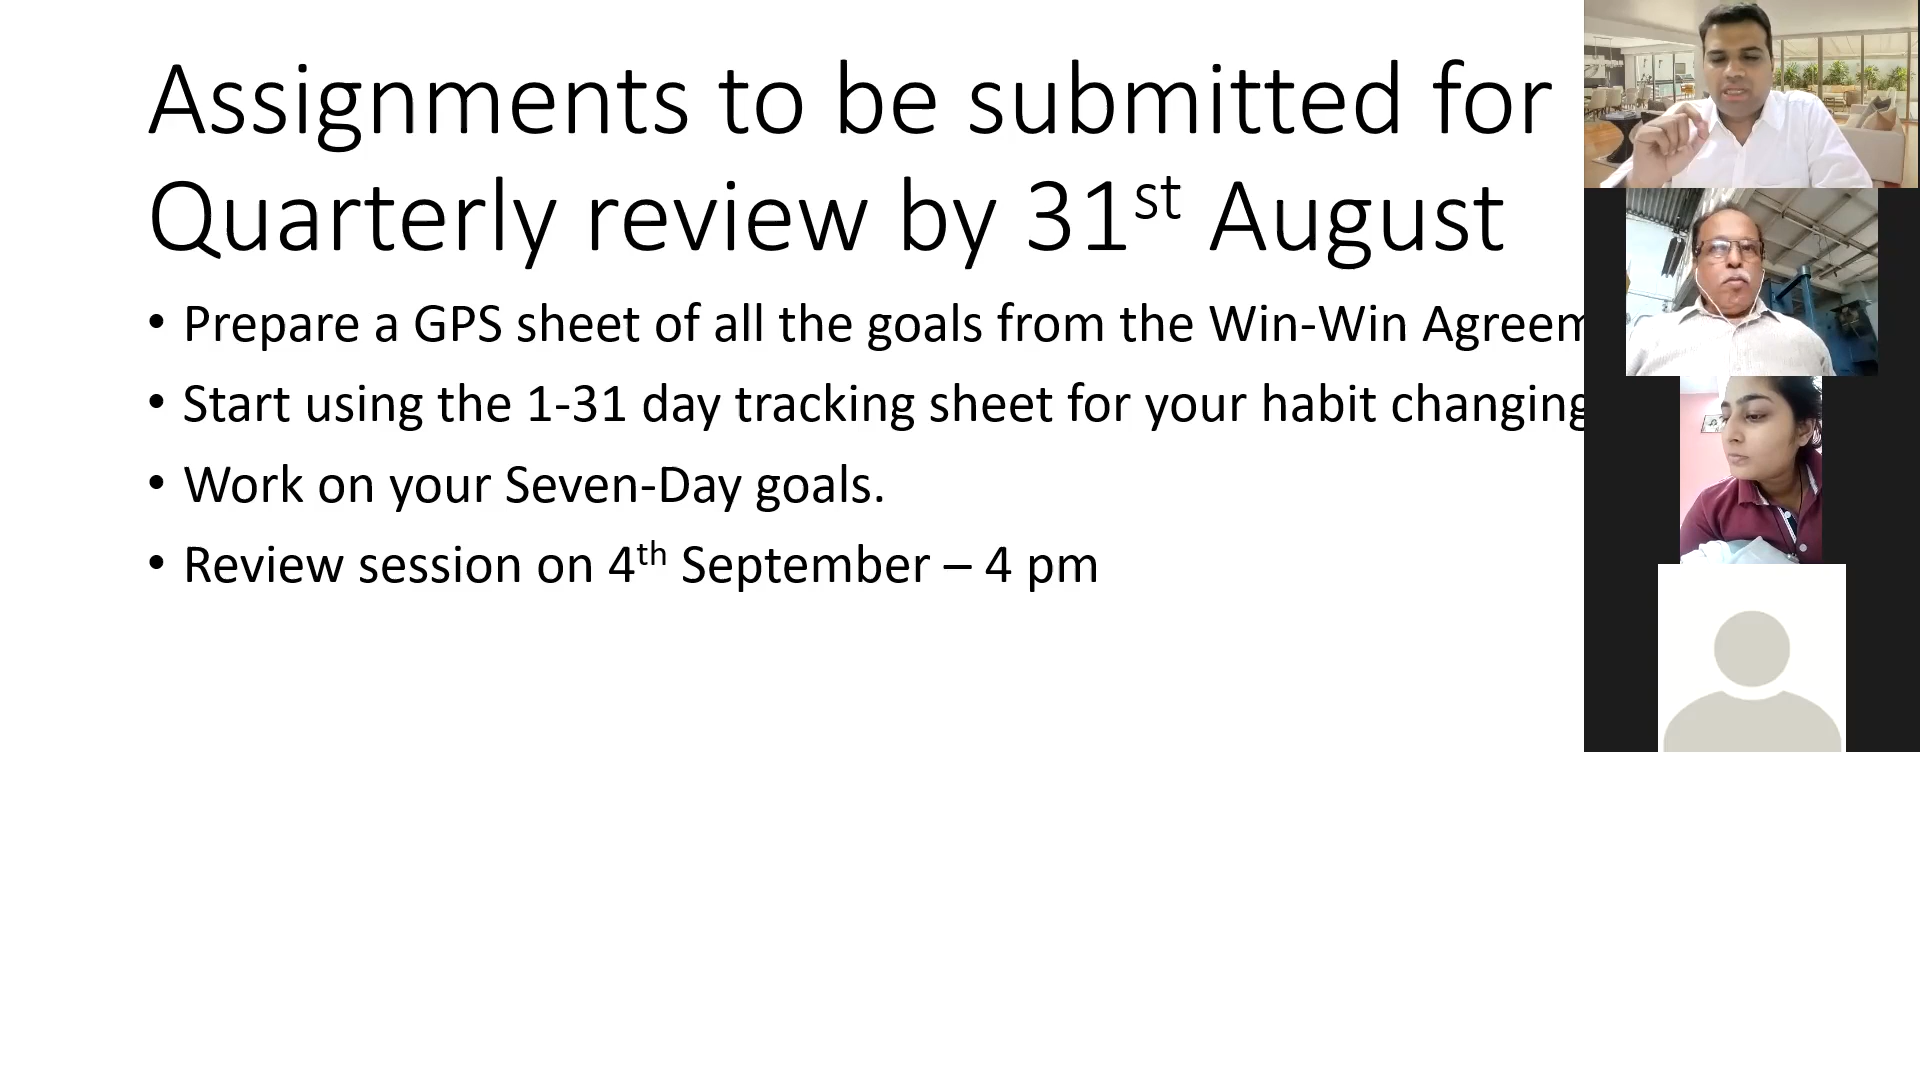 Assignments to be submitted for
Quarterly review by 31st August
• Prepare a GPS sheet of all the goals from the Win-Win
• Start using the 1-31 day tracking sheet for your habit changing
• Work on your Seven-Day goals.
• Review session on 4th September – 4 pm